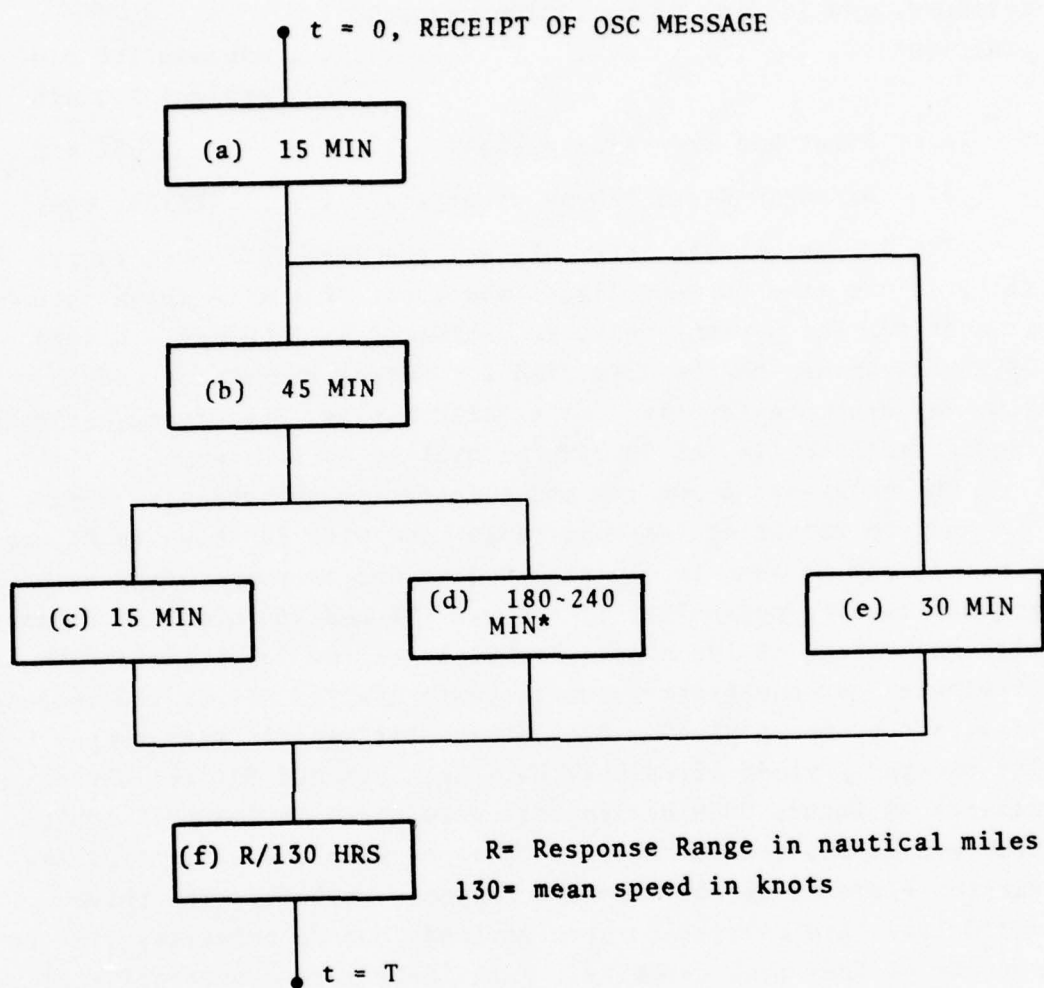 t = 0, RECEIPT OF OSC MESSAGE
(a) 15 MIN
(b) 45 MIN
(c) 15 MIN
(d) 180-240
MIN*
(e) 30 MIN
(f) R/130 HRS
R= Response Range in nautical miles
130= mean speed in knots
t = T